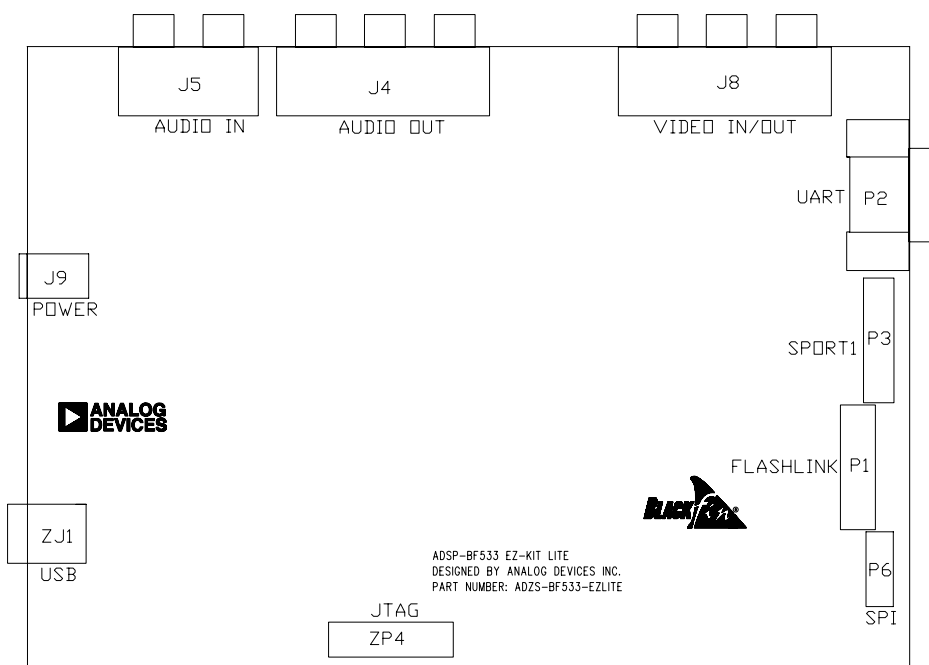 J5
AUDIO IN
J4
AUDIO OUT
J8
VIDEO IN/OUT
UART
P2
J9
POWER
SPORT1
P3
ANALOG
DEVICES
FLASHLINK
P1
BLACKfin®
ZJ1
USB
ADSP-BF533 EZ-KIT LITE
DESIGNED BY ANALOG DEVICES INC.
PART NUMBER: ADZS-BF533-EZLITE
P6
SPI
JTAG
ZP4